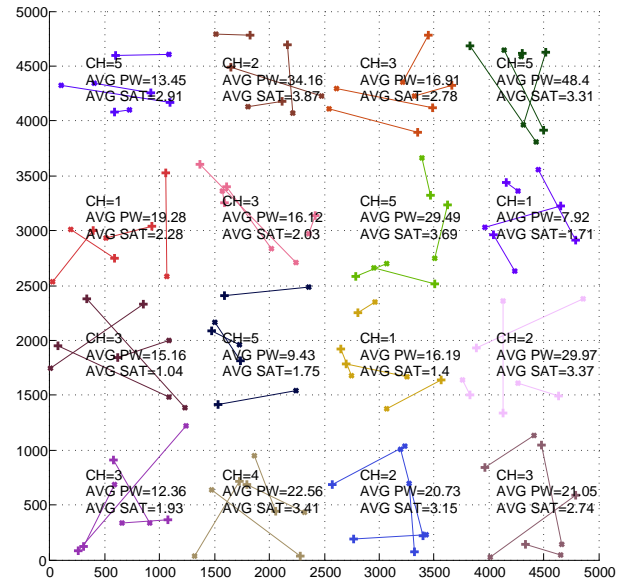 5000
CH=5 CH=2 CH=3 CH=5
4500
AVG PW=13.45 AVG PW=34.16 AVG PW=16.91 AVG PW=48.4
AVG SAT=2.91 AVG SAT=3.87 AVG SAT=2.78 AVG SAT=3.31
4000
3500
CH=1 CH=3 CH=5 CH=1
AVG PW=19.28 AVG PW=16.12 AVG PW=29.49 AVG PW=7.92
3000
AVG SAT=2.28 AVG SAT=2.03 AVG SAT=3.69 AVG SAT=1.71
2500
CH=3 CH=5 CH=1 CH=2
2000
AVG PW=15.16 AVG PW=9.43 AVG PW=16.19 AVG PW=29.97
AVG SAT=1.04 AVG SAT=1.75 AVG SAT=1.4 AVG SAT=3.37
1500
1000
CH=3 CH=4 CH=2 CH=3
AVG PW=12.36 AVG PW=22.56 AVG PW=20.73 AVG PW=21.05
500
AVG SAT=1.93 AVG SAT=3.41 AVG SAT=3.15 AVG SAT=2.74
0
0 500 1000 1500 2000 2500 3000 3500 4000 4500 5000